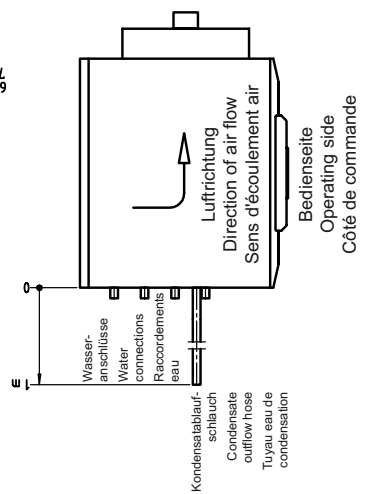 Luftrichtung
Direction of air flow
Sens d'écoulement air
Bedienseite
Operating side
Côté de commande
0
1 m
Wasser-
anschlüsse
Water
connections
Raccordements
eau
Kondensatablauf-
schlauch
Condensate
outflow hose
Tuyau eau de
condensation